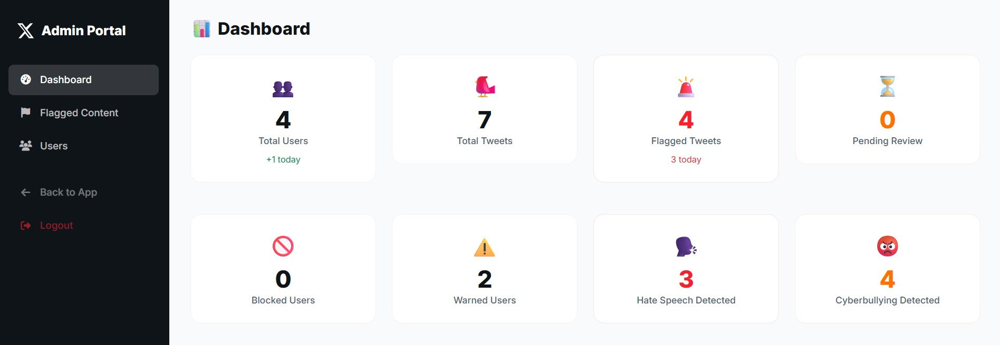 Admin Portal
Dashboard
Flagged Content
Users
Back to App
Logout
Dashboard
4
Total Users
+1 today
7
Total Tweets
4
Flagged Tweets
3 today
0
Pending Review
0
Blocked Users
2
Warned Users
3
Hate Speech Detected
4
Cyberbullying Detected